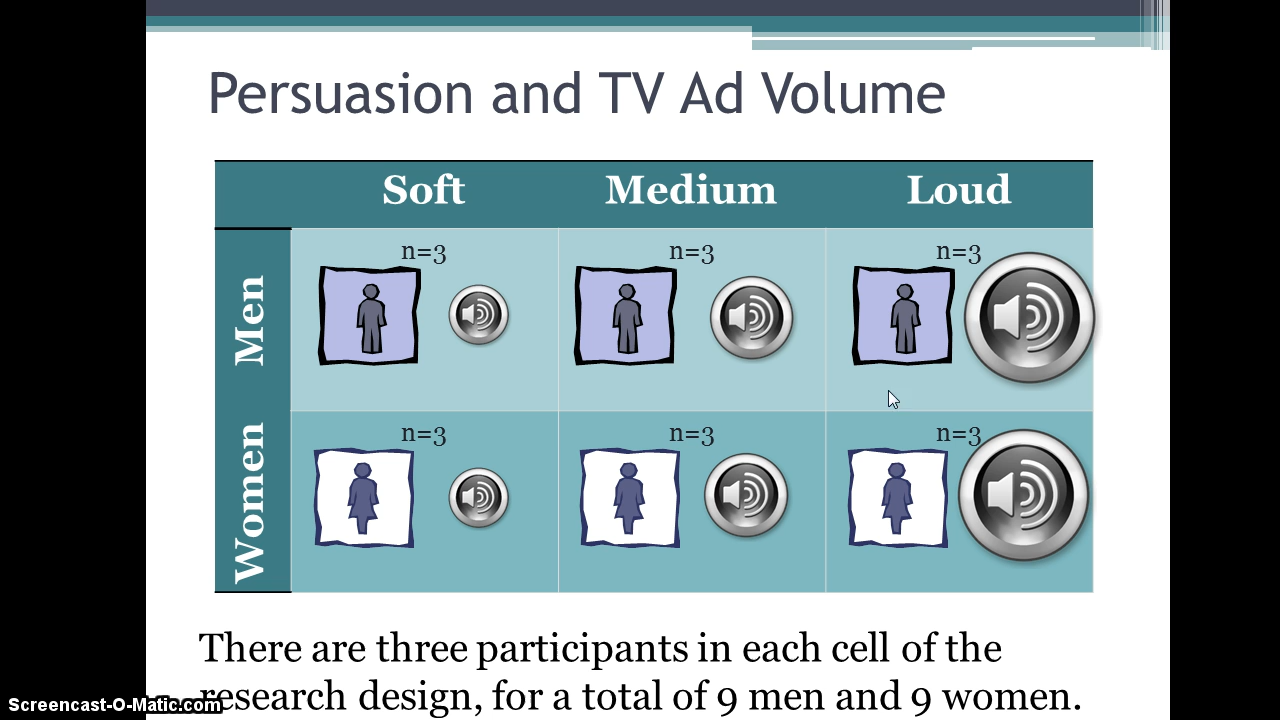 Persuasion and TV Ad Volume
Soft Medium Loud
Men
n=3 n=3 n=3
Women
n=3 n=3 n=3
There are three participants in each cell of the
research design, for a total of 9 men and 9 women.
Screencast-O-Matic.com